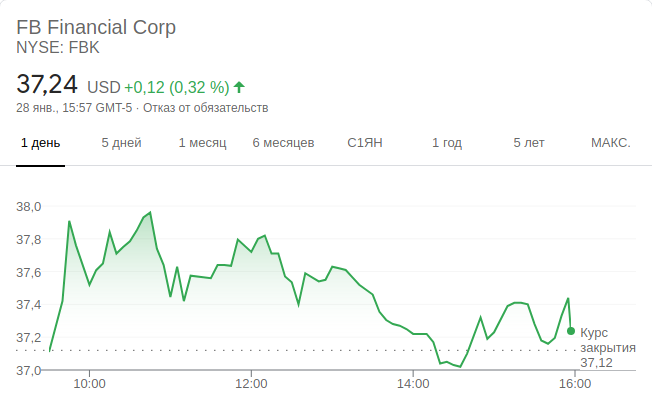 FB Financial Corp
NYSE: FBK
37,24 USD +0,12 (0,32 %)
28 янв., 15:57 GMT-5 · Отказ от обязательств
1 день 5 дней 1 месяц 6 месяцев С1ЯН 1 год 5 лет МАКС.
38,0
37,8
37,6
37,4
37,2
37,0
Курс
закрытия
37,12
10:00 12:00 14:00 16:00